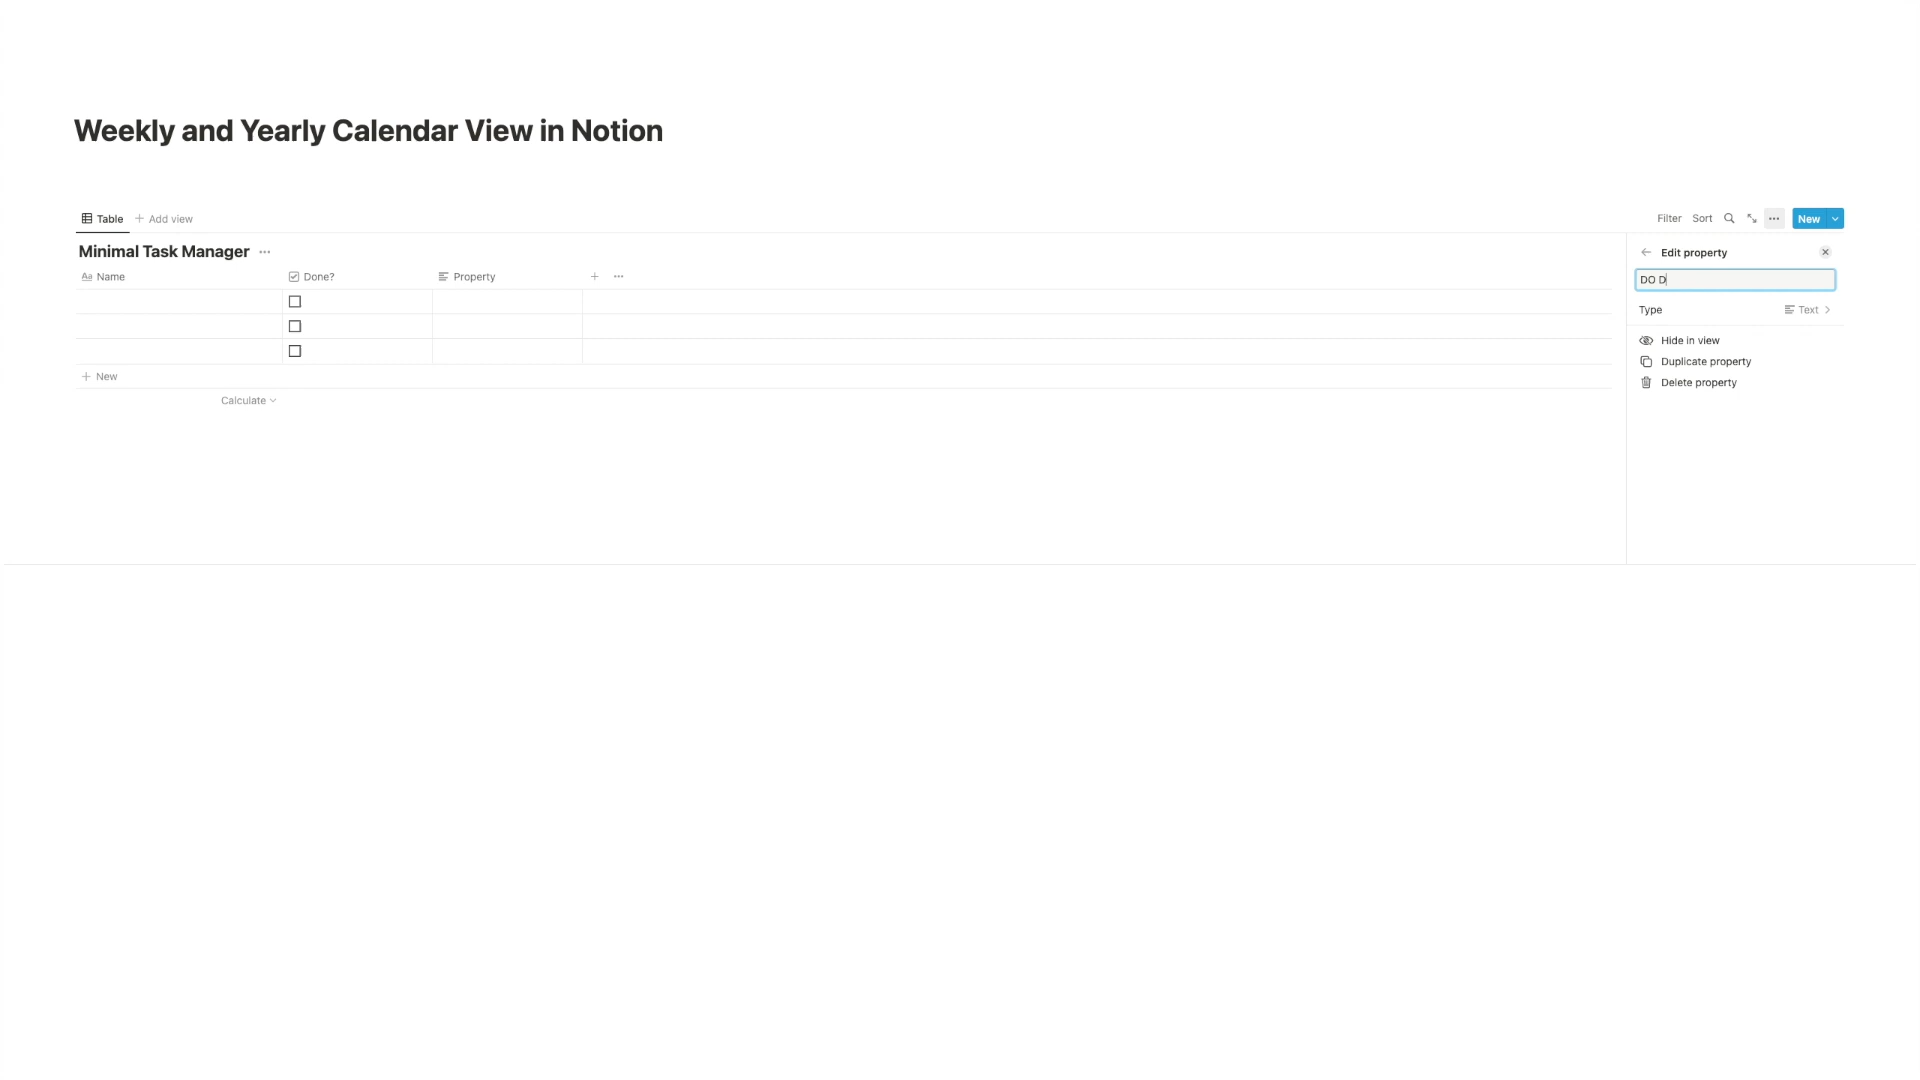 Weekly and Yearly Calendar View in Notion
Table
Add view
Filter
Sort
New
Minimal Task Manager
Edit property
Aa Name
Done?
Property
DO D
Type
Text
Hide in view
Duplicate property
New
Delete property
Calculate